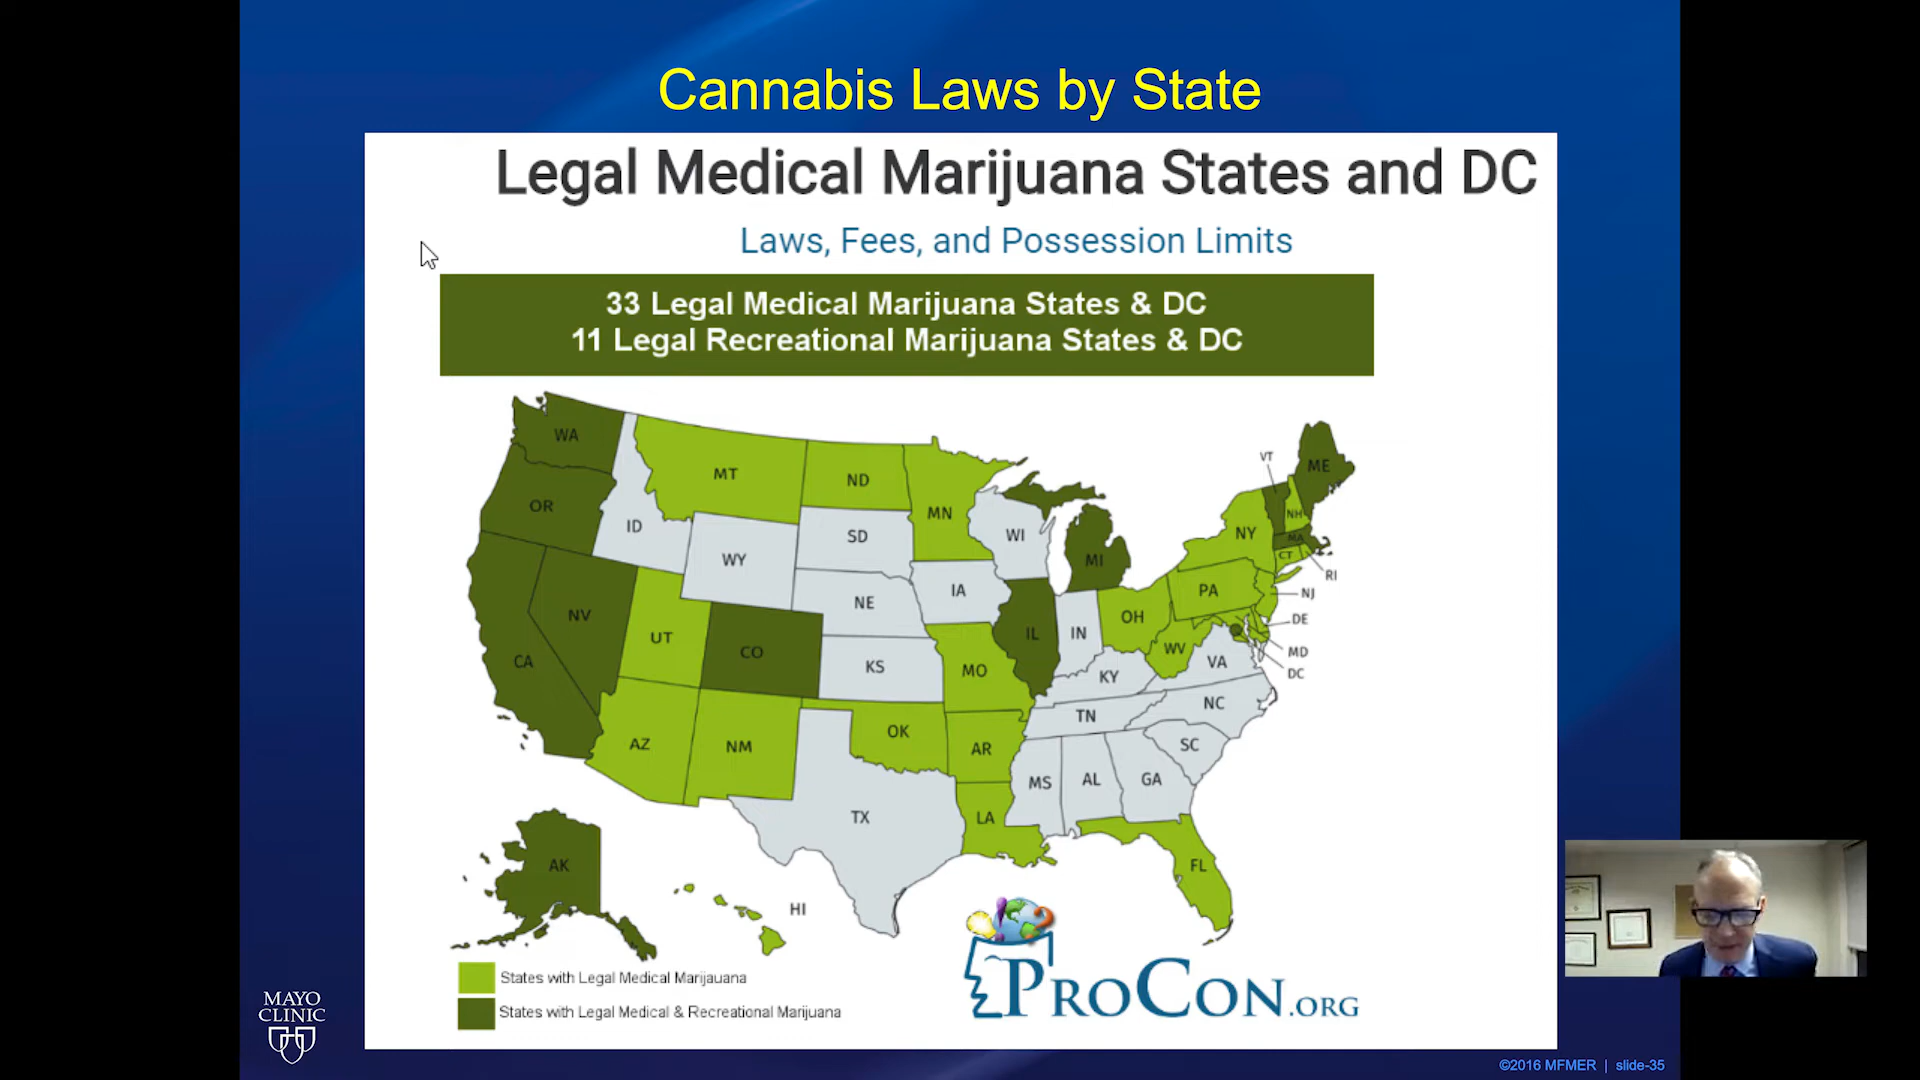 Cannabis Laws by State
Legal Medical Marijuana States and DC
Laws, Fees, and Possession Limits
33 Legal Medical Marijuana States & DC
11 Legal Recreational Marijuana States & DC
WA
MT
ND
MN
VT
ME
OR
ID
SD
WI
MI
NY
NH
MA
CT
RI
WY
NE
IA
PA
NJ
NV
UT
CO
IL
IN
OH
DE
CA
KS
MO
WV
VA
MD
DC
KY
AZ
NM
OK
AR
TN
NC
SC
MS
AL
GA
TX
LA
FL
AK
HI
States with Legal Medical Marijauana
States with Legal Medical & Recreational Marijuana
PROCON.ORG
MAYO
CLINIC
©2016 MFMER | slide-35